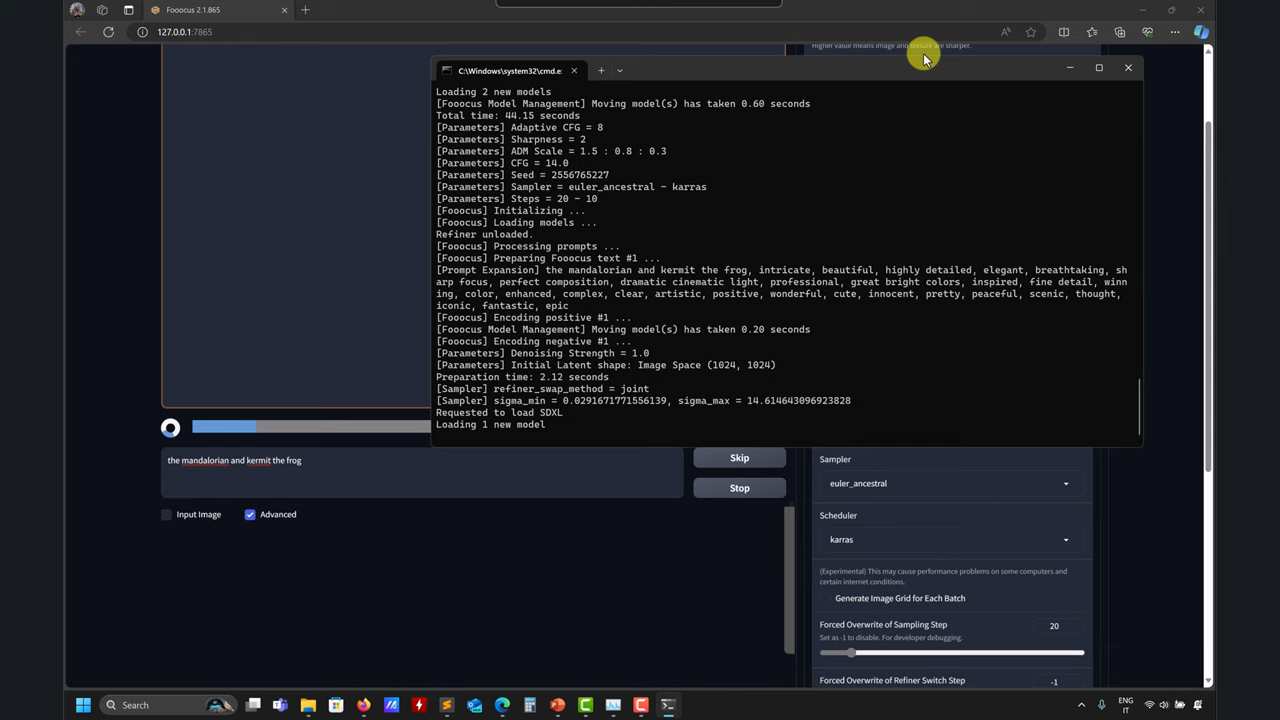 Fooocus 2.1.865
127.0.0.1:7865
Higher value means image and texture are sharper.
C:\Windows\system32\cmd.e
Loading 2 new models
[Fooocus Model Management] Moving model(s) has taken 0.60 seconds
Total time: 44.15 seconds
[Parameters] Adaptive CFG = 8
[Parameters] Sharpness = 2
[Parameters] ADM Scale = 1.5 : 0.8 : 0.3
[Parameters] CFG = 14.0
[Parameters] Seed = 2556765227
[Parameters] Sampler = euler_ancestral - karras
[Parameters] Steps = 20 - 10
[Fooocus] Initializing ...
[Fooocus] Loading models ...
Refiner unloaded.
[Fooocus] Processing prompts ...
[Fooocus] Preparing Fooocus text #1 ...
[Prompt Expansion] the mandalorian and kermit the frog, intricate, beautiful, highly detailed, elegant, breathtaking, sh
arp focus, perfect composition, dramatic cinematic light, professional, great bright colors, inspired, fine detail, winn
ing, color, enhanced, complex, clear, artistic, positive, wonderful, cute, innocent, pretty, peaceful, scenic, thought,
iconic, fantastic, epic
[Fooocus] Encoding positive #1 ...
[Fooocus Model Management] Moving model(s) has taken 0.20 seconds
[Fooocus] Encoding negative #1 ...
[Parameters] Denoising Strength = 1.0
[Parameters] Initial Latent shape: Image Space (1024, 1024)
Preparation time: 2.12 seconds
[Sampler] refiner_swap_method = joint
[Sampler] sigma_min = 0.0291671771556139, sigma_max = 14.614643096923828
Requested to load SDXL
Loading 1 new model
the mandalorian and kermit the frog
Skip
Stop
Input Image
Advanced
Sampler
euler_ancestral
Scheduler
karras
(Experimental) This may cause performance problems on some computers and
certain internet conditions.
Generate Image Grid for Each Batch
Forced Overwrite of Sampling Step
20
Set as -1 to disable. For developer debugging.
Forced Overwrite of Refiner Switch Step
-1
Search
ENG
IT